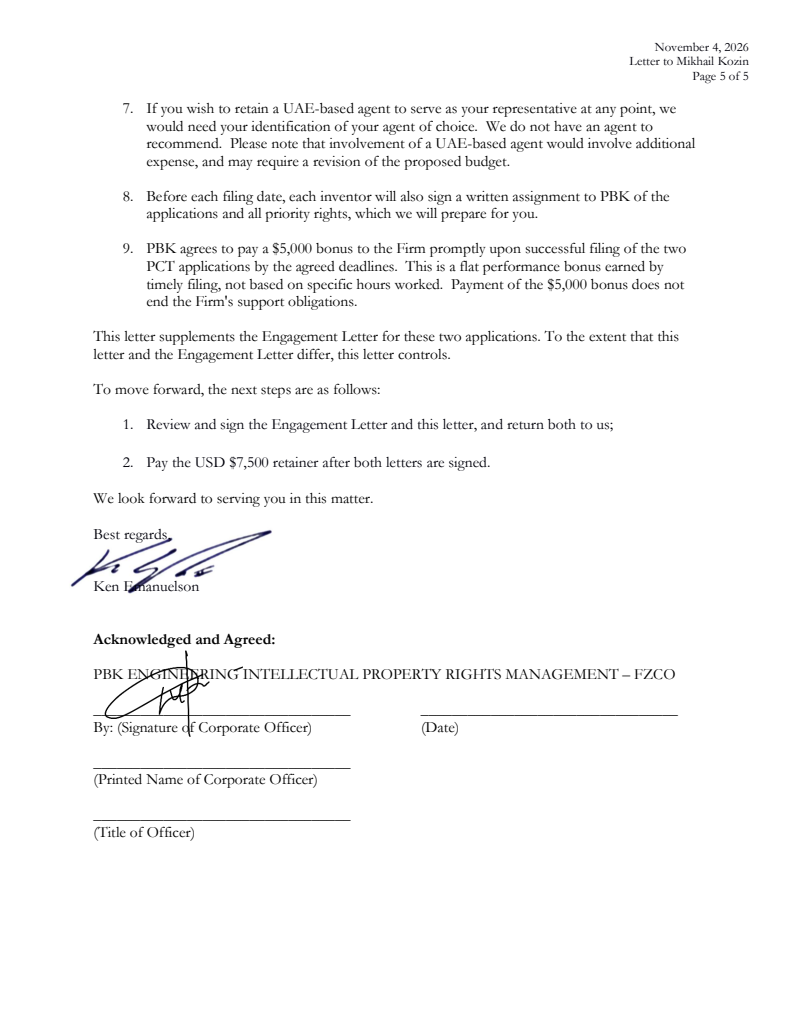 November 4, 2026
Letter to Mikhail Kozin
Page 5 of 5
7. If you wish to retain a UAE-based agent to serve as your representative at any point, we
would need your identification of your agent of choice. We do not have an agent to
recommend. Please note that involvement of a UAE-based agent would involve additional
expense, and may require a revision of the proposed budget.
8. Before each filing date, each inventor will also sign a written assignment to PBK of the
applications and all priority rights, which we will prepare for you.
9. PBK agrees to pay a $5,000 bonus to the Firm promptly upon successful filing of the two
PCT applications by the agreed deadlines. This is a flat performance bonus earned by
timely filing, not based on specific hours worked. Payment of the $5,000 bonus does not
end the Firm's support obligations.
This letter supplements the Engagement Letter for these two applications. To the extent that this
letter and the Engagement Letter differ, this letter controls.
To move forward, the next steps are as follows:
1. Review and sign the Engagement Letter and this letter, and return both to us;
2. Pay the USD $7,500 retainer after both letters are signed.
We look forward to serving you in this matter.
Best regards,
Ken Emanuelson
Acknowledged and Agreed:
PBK ENGINEERING INTELLECTUAL PROPERTY RIGHTS MANAGEMENT – FZCO
By: (Signature of Corporate Officer) (Date)
(Printed Name of Corporate Officer)
(Title of Officer)